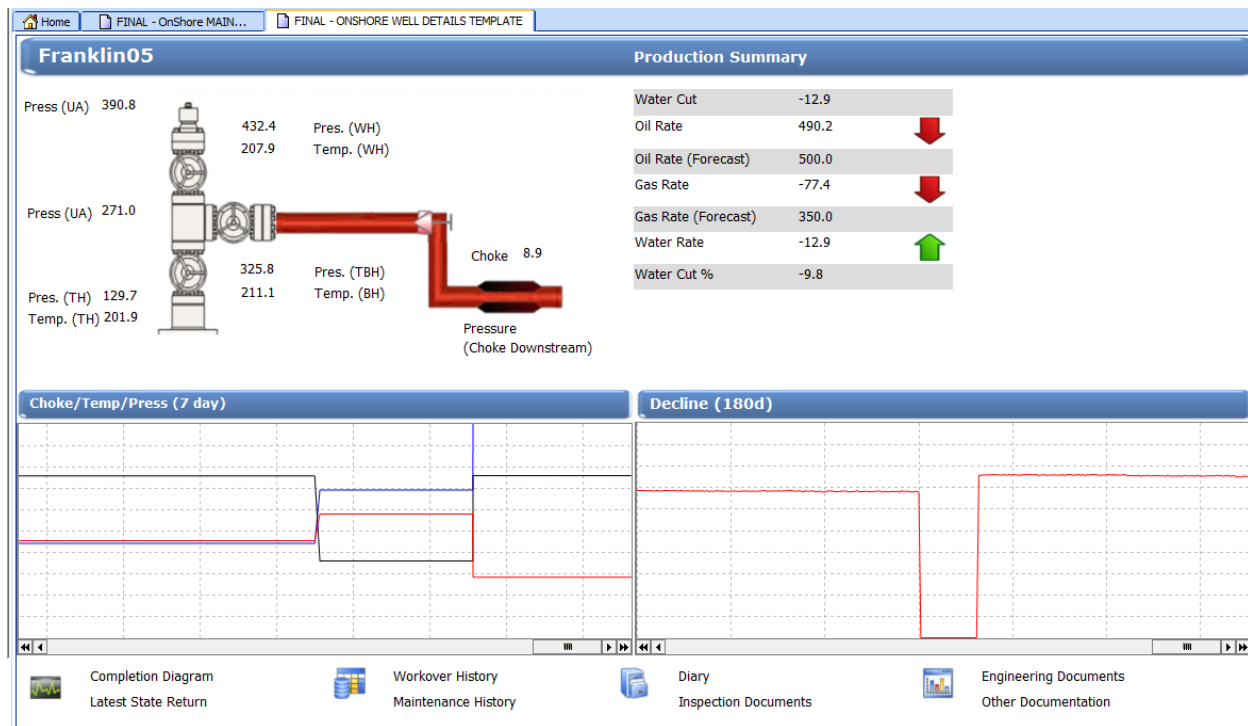 Home
FINAL - OnShore MAIN...
FINAL - ONSHORE WELL DETAILS TEMPLATE
Franklin05
Production Summary
Press (UA) 390.8
432.4 Pres. (WH)
207.9 Temp. (WH)
Press (UA) 271.0
Choke 8.9
325.8 Pres. (TBH)
211.1 Temp. (BH)
Pres. (TH) 129.7
Temp. (TH) 201.9
Pressure
(Choke Downstream)
Water Cut -12.9
Oil Rate 490.2
Oil Rate (Forecast) 500.0
Gas Rate -77.4
Gas Rate (Forecast) 350.0
Water Rate -12.9
Water Cut % -9.8
Choke/Temp/Press (7 day)
Decline (180d)
Completion Diagram
Latest State Return
Workover History
Maintenance History
Diary
Inspection Documents
Engineering Documents
Other Documentation